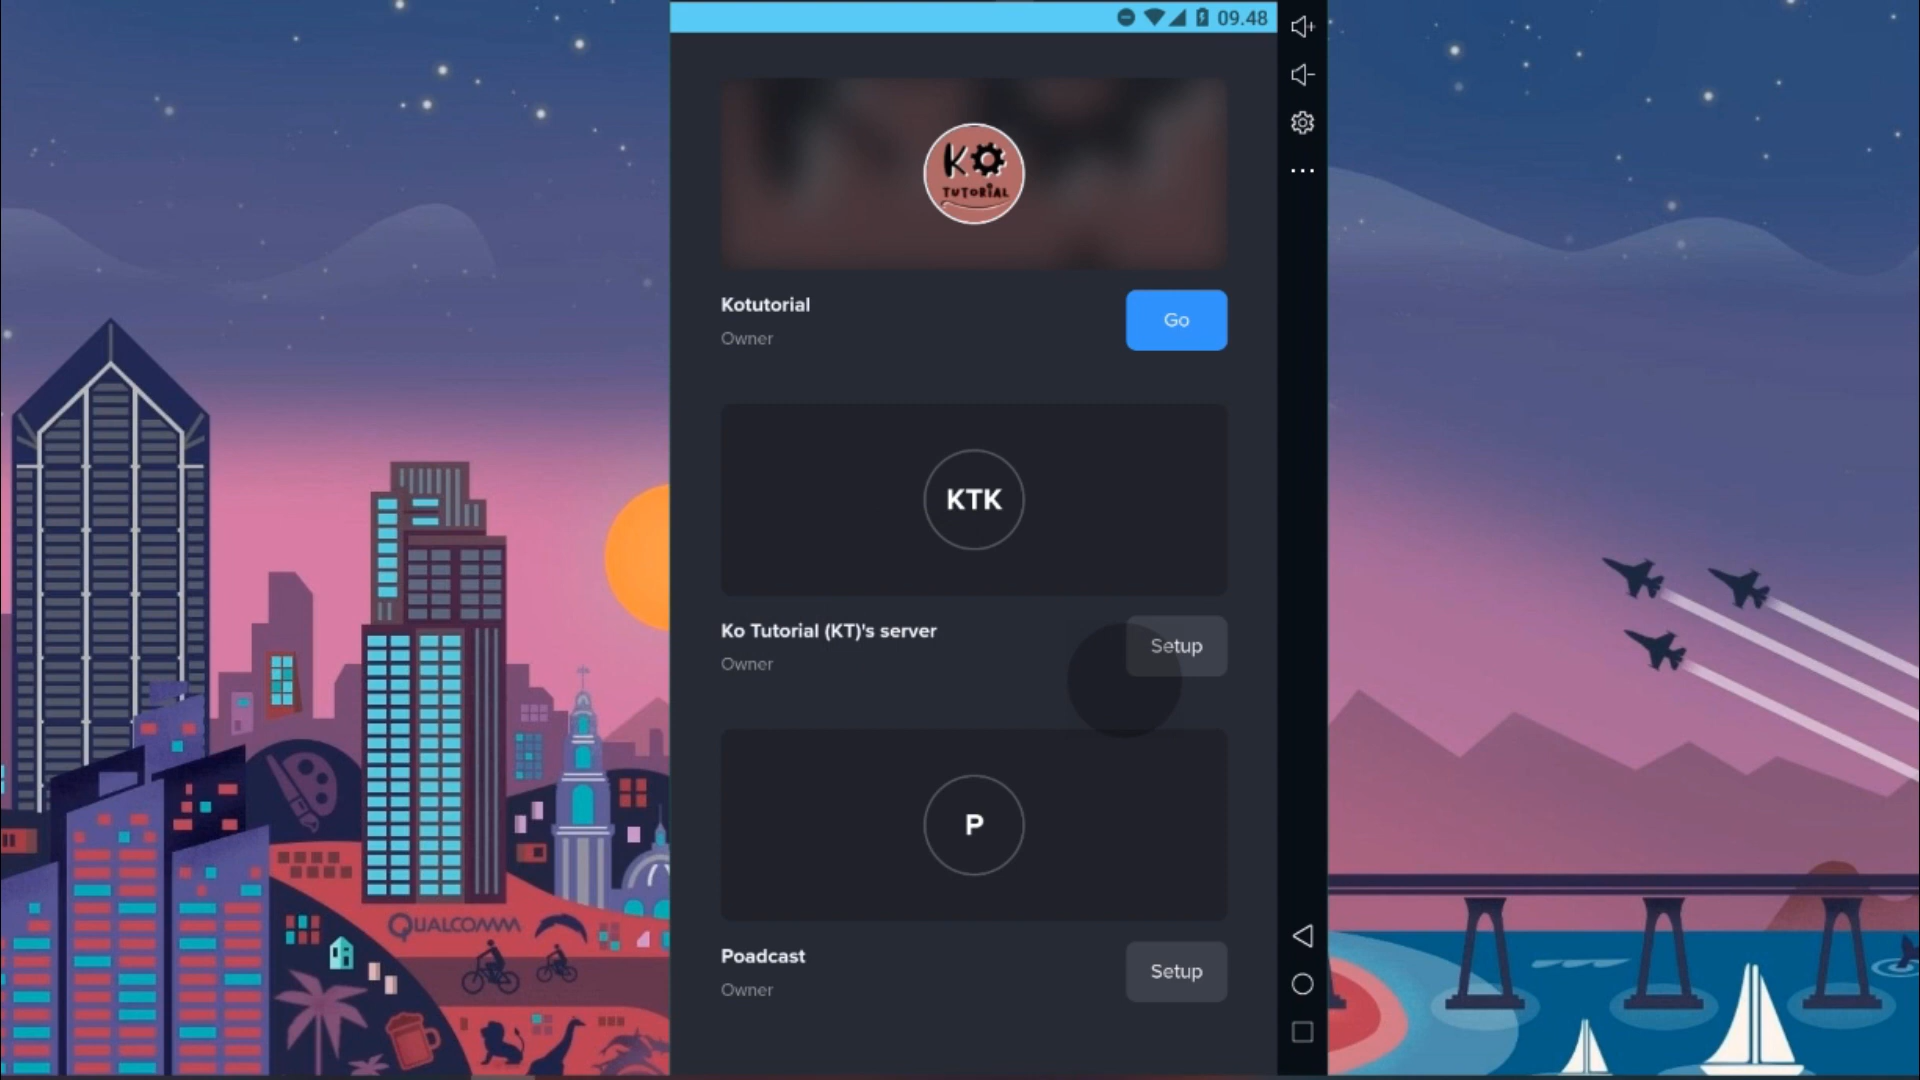 09.48
KO
TUTORIAL
Kotutorial
Owner
Go
KTK
Ko Tutorial (KT)'s server
Owner
Setup
P
Poadcast
Owner
Setup
QUALCOMM